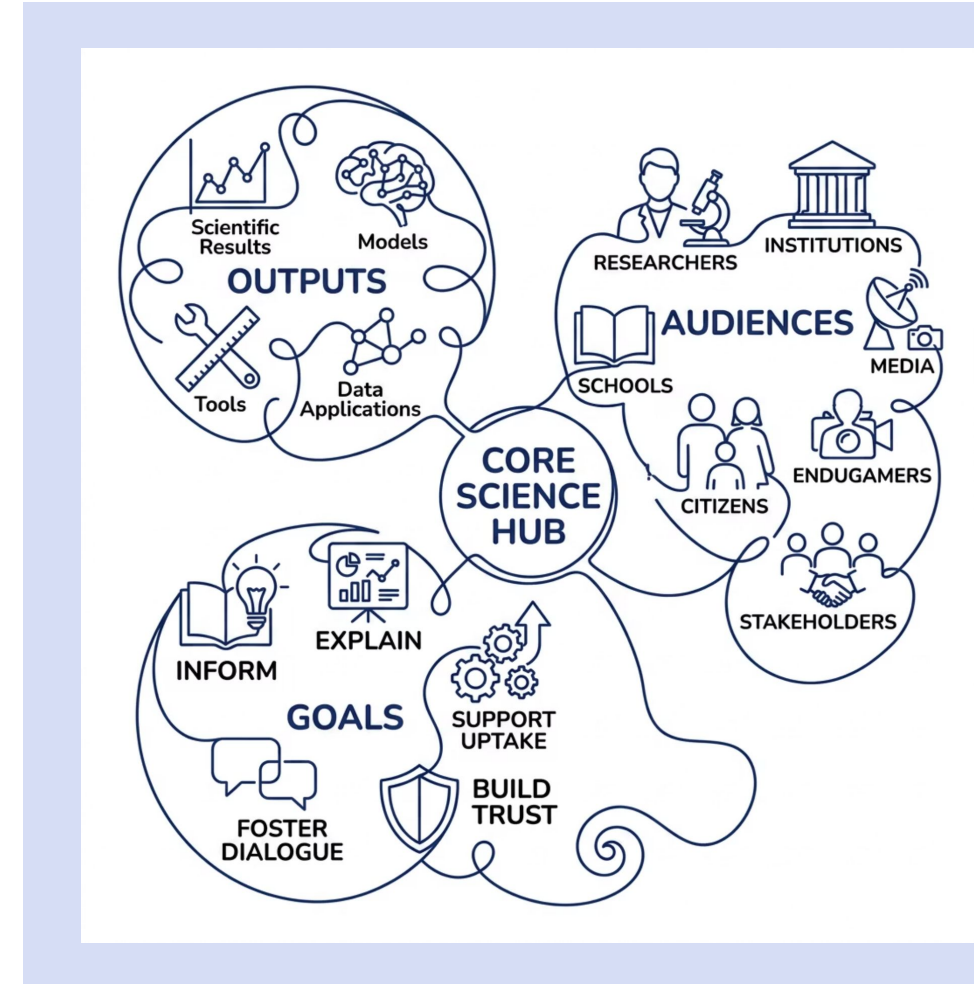 Scientific
Results
Models
OUTPUTS
Tools
Data
Applications
RESEARCHERS
INSTITUTIONS
AUDIENCES
SCHOOLS
MEDIA
CITIZENS
ENDUGAMERS
STAKEHOLDERS
CORE
SCIENCE
HUB
INFORM
EXPLAIN
GOALS
SUPPORT
UPTAKE
FOSTER
DIALOGUE
BUILD
TRUST